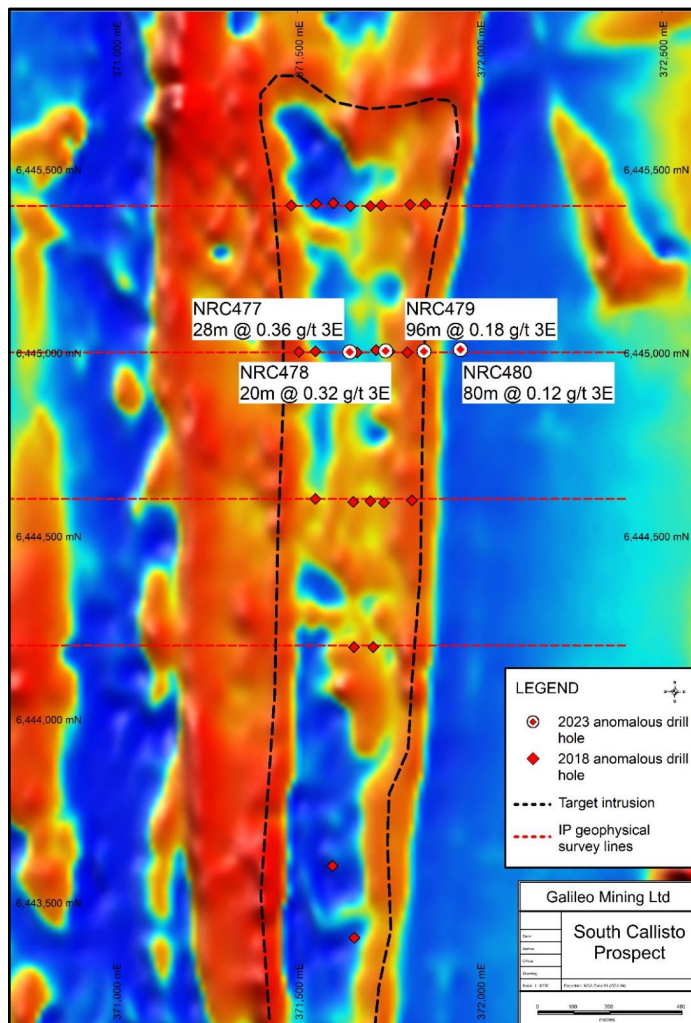 371,000 mE
371,500 mE
372,000 mE
372,500 mE
6,445,500 mN
6,445,500 mN
NRC477
28m @ 0.36 g/t 3E
NRC479
96m @ 0.18 g/t 3E
6,445,000 mN
6,445,000 mN
NRC478
20m @ 0.32 g/t 3E
NRC480
80m @ 0.12 g/t 3E
6,444,500 mN
6,444,500 mN
LEGEND
2023 anomalous drill
hole
2018 anomalous drill
hole
Target intrusion
IP geophysical
survey lines
6,444,000 mN
6,443,500 mN
Galileo Mining Ltd
South Callisto
Prospect
371,000 mE
371,500 mE
372,000 mE
0 200 400
metres